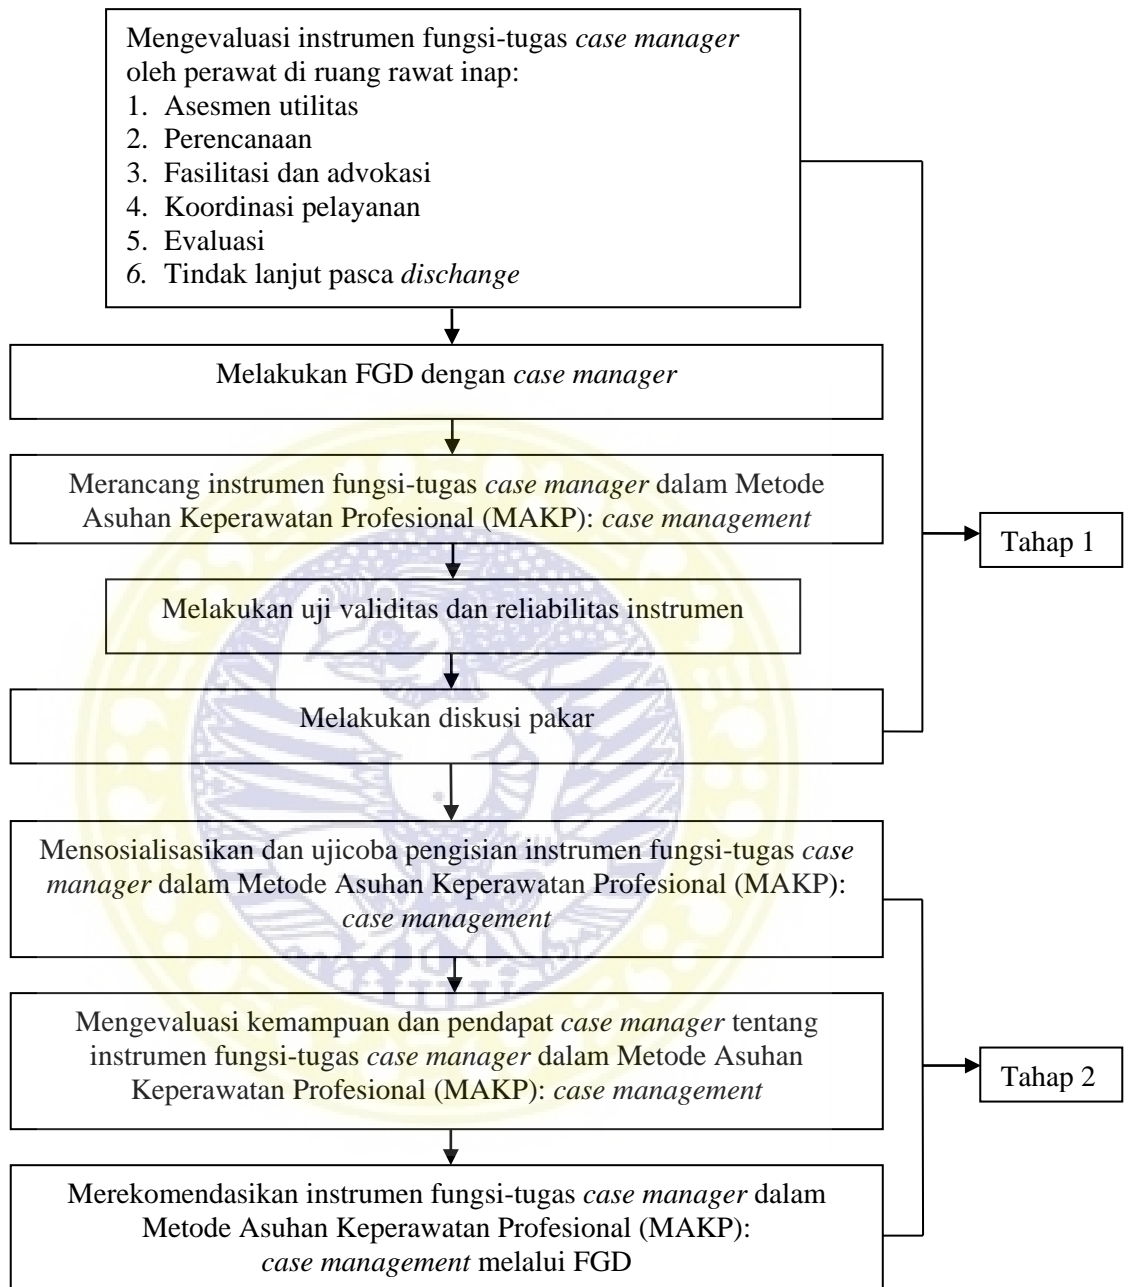 Mengevaluasi instrumen fungsi-tugas case manager
oleh perawat di ruang rawat inap:
1. Asesmen utilitas
2. Perencanaan
3. Fasilitasi dan advokasi
4. Koordinasi pelayanan
5. Evaluasi
6. Tindak lanjut pasca dischange
Melakukan FGD dengan case manager
Merancang instrumen fungsi-tugas case manager dalam Metode
Asuhan Keperawatan Profesional (MAKP): case management
Melakukan uji validitas dan reliabilitas instrumen
Melakukan diskusi pakar
Tahap 1
Mensosialisasikan dan ujicoba pengisian instrumen fungsi-tugas case
manager dalam Metode Asuhan Keperawatan Profesional (MAKP):
case management
Mengevaluasi kemampuan dan pendapat case manager tentang
instrumen fungsi-tugas case manager dalam Metode Asuhan
Keperawatan Profesional (MAKP): case management
Merekomendasikan instrumen fungsi-tugas case manager dalam
Metode Asuhan Keperawatan Profesional (MAKP):
case management melalui FGD
Tahap 2